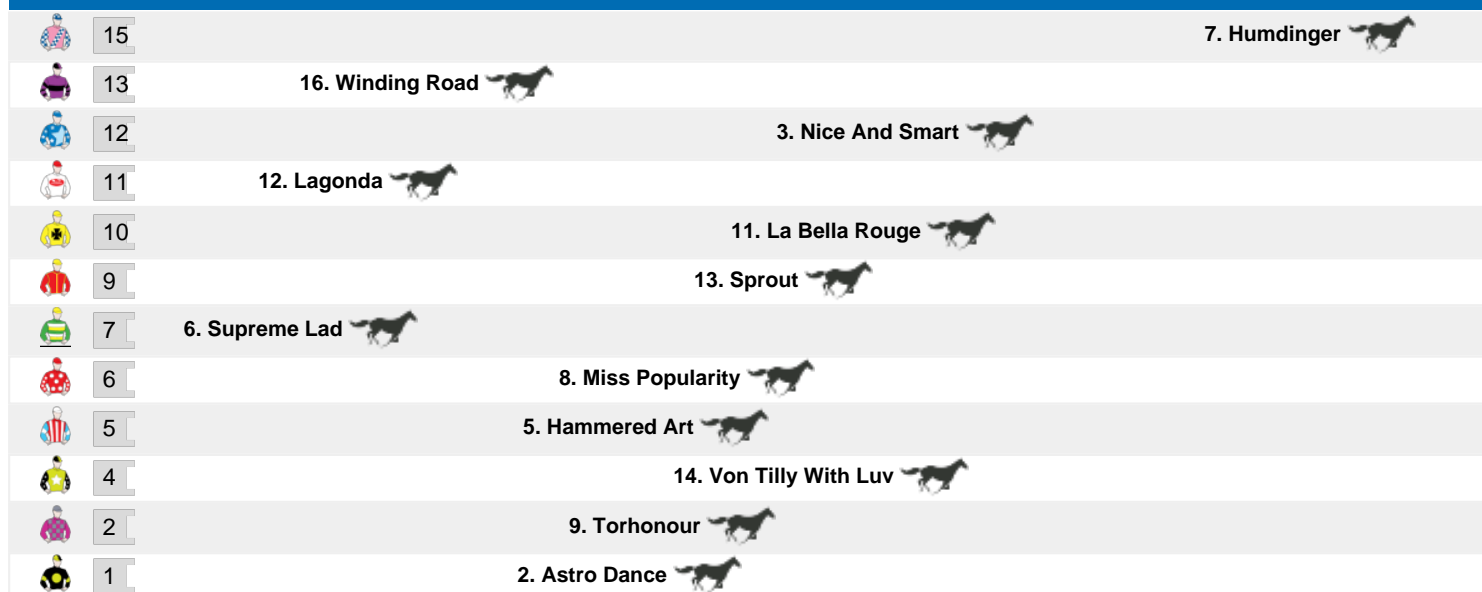 15 7. Humdinger
13 16. Winding Road
12 3. Nice And Smart
11 12. Lagonda
10 11. La Bella Rouge
9 13. Sprout
7 6. Supreme Lad
6 8. Miss Popularity
5 5. Hammered Art
4 14. Von Tilly With Luv
2 9. Torhonour
1 2. Astro Dance